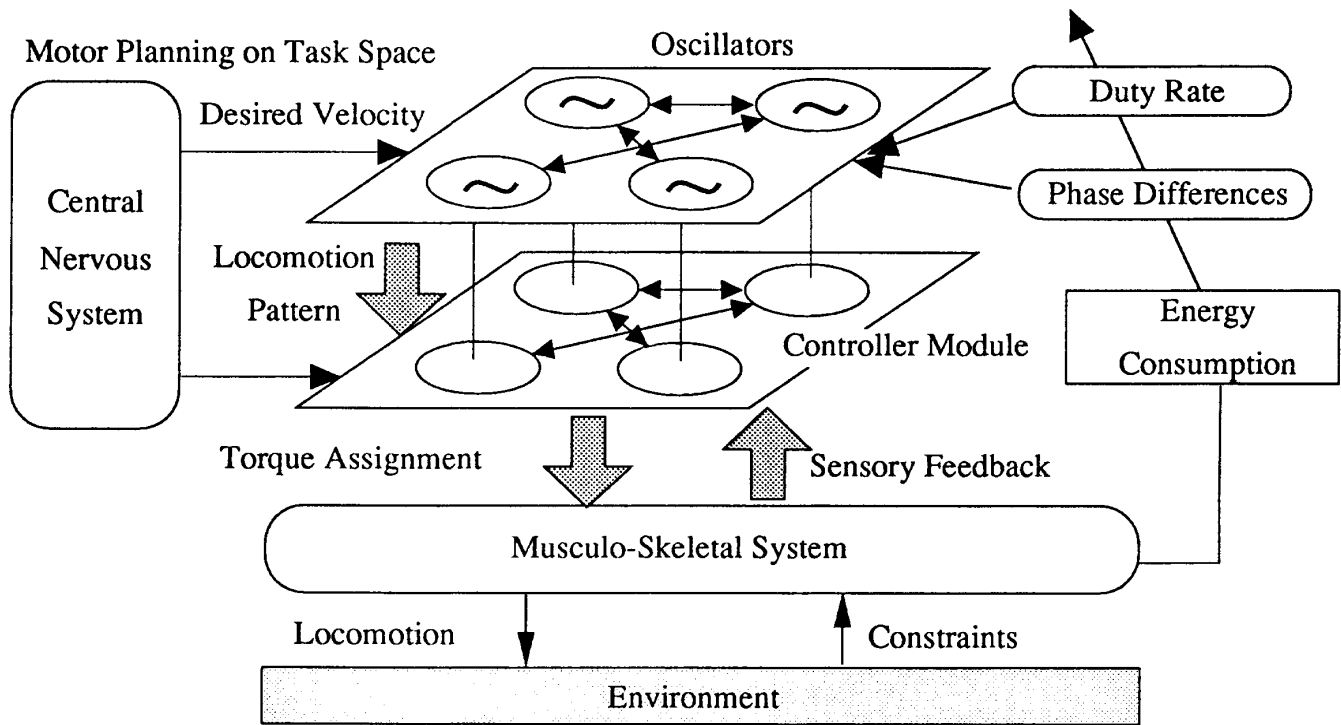 Motor Planning on Task Space
Oscillators
Desired Velocity
Duty Rate
Phase Differences
Central
Nervous
System
Locomotion
Pattern
Controller Module
Energy
Consumption
Torque Assignment
Sensory Feedback
Musculo-Skeletal System
Locomotion
Constraints
Environment